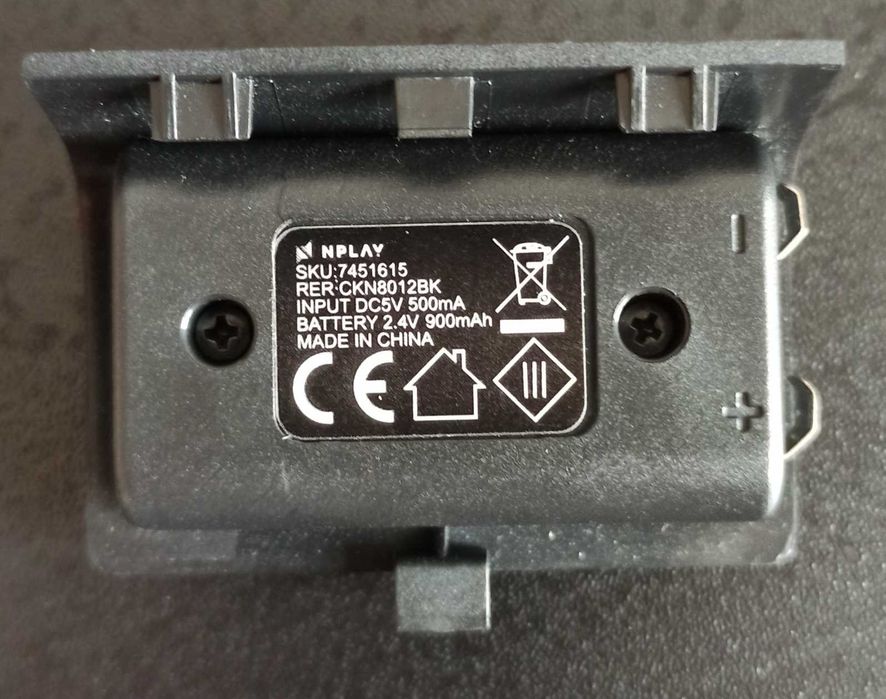 NPLAY
SKU:7451615
RER:CKN8012BK
INPUT DC5V 500mA
BATTERY 2.4V 900mAh
MADE IN CHINA
CE
-
+